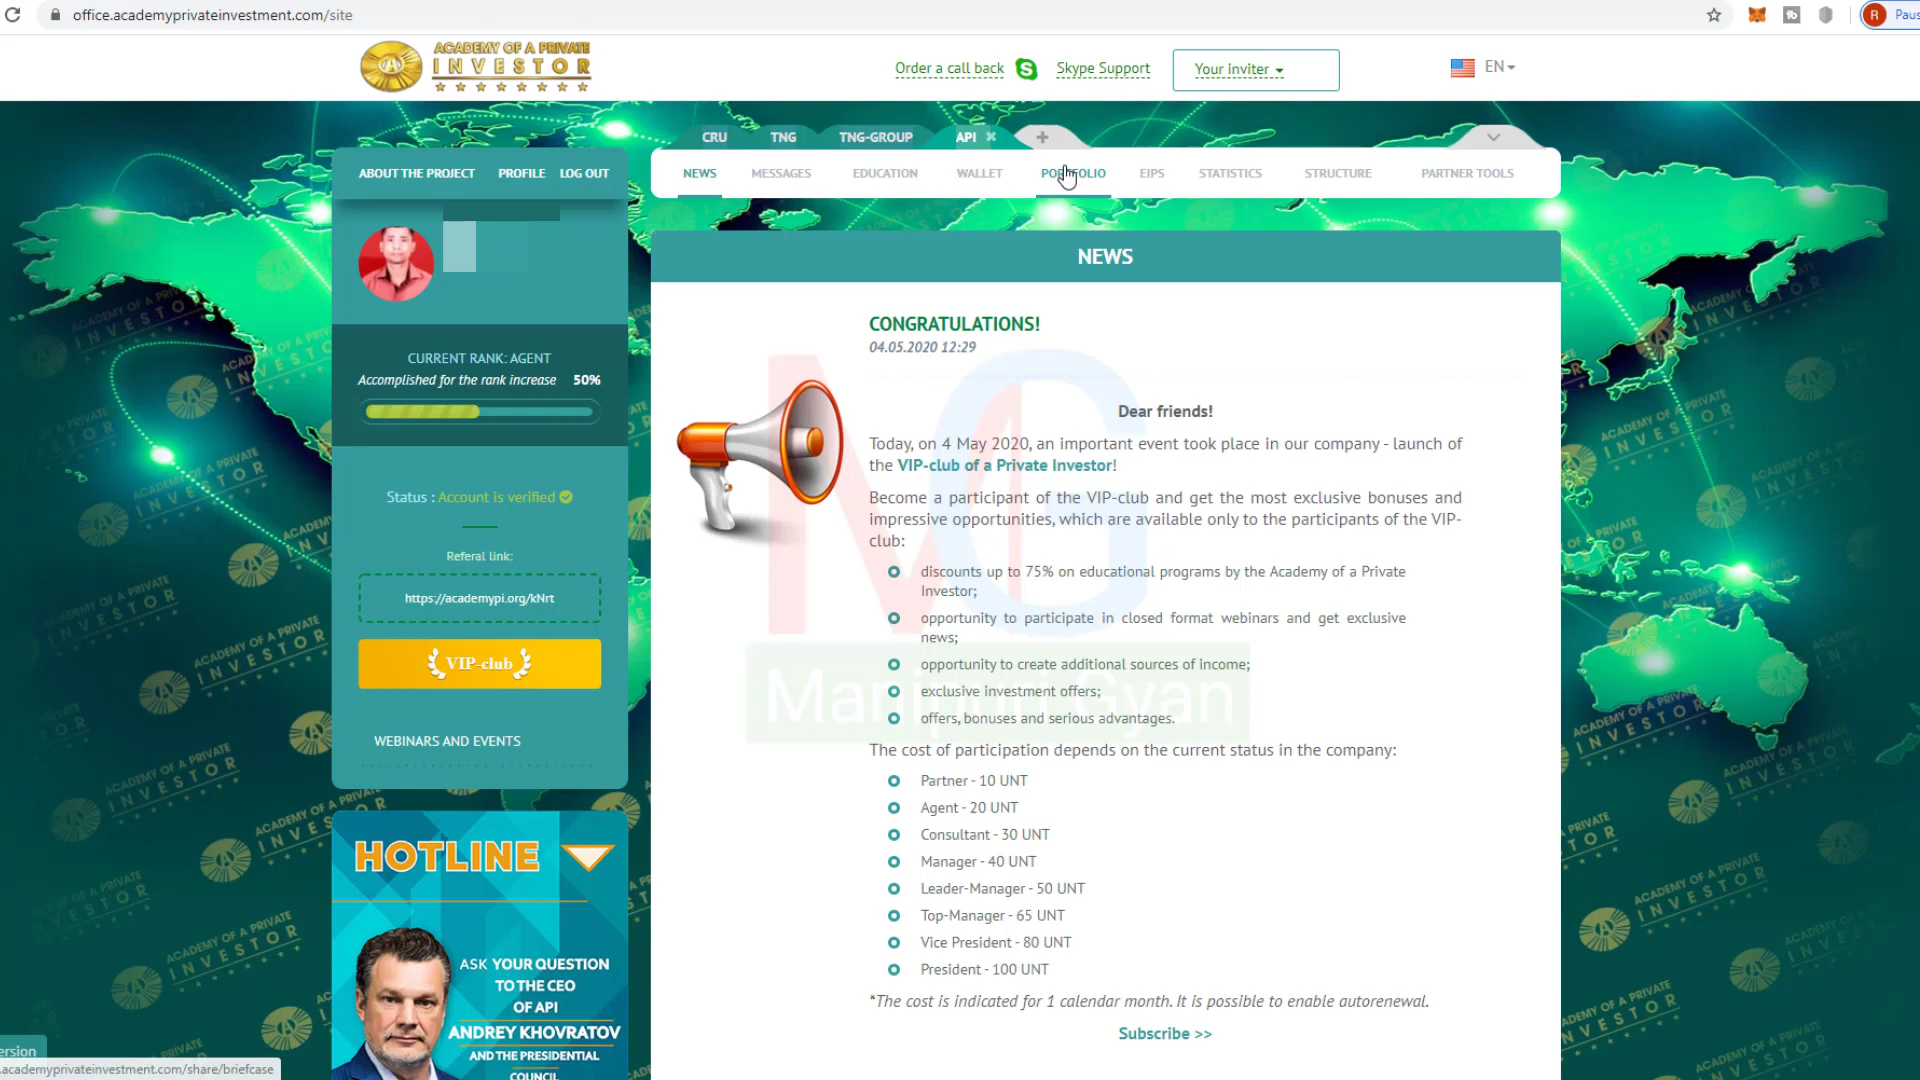 office.academyprivateinvestment.com/site
R
Paus
ACADEMY OF A PRIVATE
INVESTOR
Order a call back
Skype Support
Your inviter
EN
CRU
TNG
TNG-GROUP
API
ABOUT THE PROJECT
PROFILE
LOG OUT
NEWS
MESSAGES
EDUCATION
WALLET
PORTFOLIO
EIPS
STATISTICS
STRUCTURE
PARTNER TOOLS
CURRENT RANK: AGENT
Accomplished for the rank increase 50%
Status : Account is verified
Referal link:
https://academypi.org/kNrt
VIP-club
WEBINARS AND EVENTS
HOTLINE
ASK YOUR QUESTION
TO THE CEO
OF API
ANDREY KHOVRATOV
AND THE PRESIDENTIAL
COUNCIL
NEWS
CONGRATULATIONS!
04.05.2020 12:29
Dear friends!
Today, on 4 May 2020, an important event took place in our company - launch of
the VIP-club of a Private Investor!
Become a participant of the VIP-club and get the most exclusive bonuses and
impressive opportunities, which are available only to the participants of the VIP-
club:
discounts up to 75% on educational programs by the Academy of a Private
Investor;
opportunity to participate in closed format webinars and get exclusive
news;
opportunity to create additional sources of income;
exclusive investment offers;
offers, bonuses and serious advantages.
Manipuri Gyan
The cost of participation depends on the current status in the company:
Partner - 10 UNT
Agent - 20 UNT
Consultant - 30 UNT
Manager - 40 UNT
Leader-Manager - 50 UNT
Top-Manager - 65 UNT
Vice President - 80 UNT
President - 100 UNT
*The cost is indicated for 1 calendar month. It is possible to enable autorenewal.
Subscribe >>
ersion
.academyprivateinvestment.com/share/briefcase